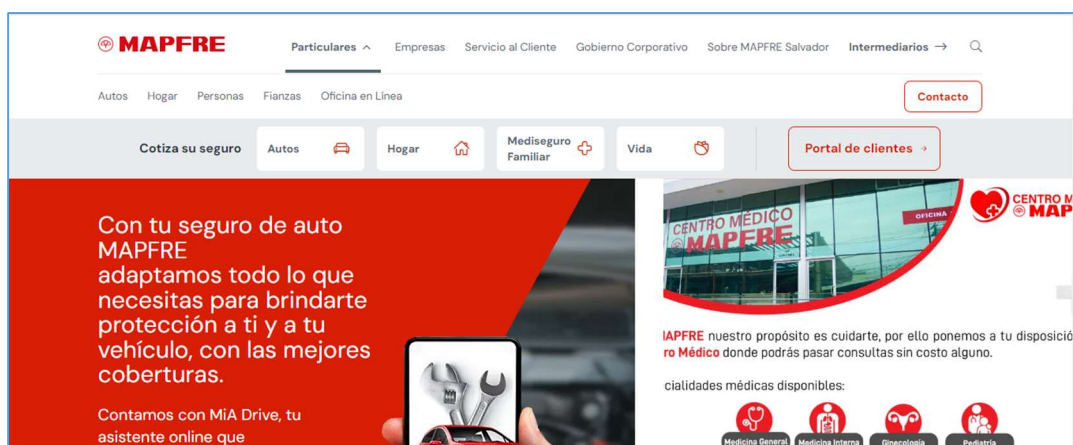 MAPFRE
Particulares Empresas Servicio al Cliente Gobierno Corporativo Sobre MAPFRE Salvador Intermediarios →
Autos Hogar Personas Fianzas Oficina en Línea
Contacto
Cotiza su seguro
Autos
Hogar
Mediseguro
Familiar
Vida
Portal de clientes
Con tu seguro de auto
MAPFRE
adaptamos todo lo que
necesitas para brindarte
protección a ti y a tu
vehículo, con las mejores
coberturas.
Contamos con MiA Drive, tu
asistente online que
CENTRO MÉDICO
MAPFRE
OFICINA
CENTRO M
MAP
IAPFRE nuestro propósito es cuidarte, por ello ponemos a tu disposició
ro Médico donde podrás pasar consultas sin costo alguno.
cialidades médicas disponibles:
Medicina General
Medicina Interna
Ginecología
Pediatría